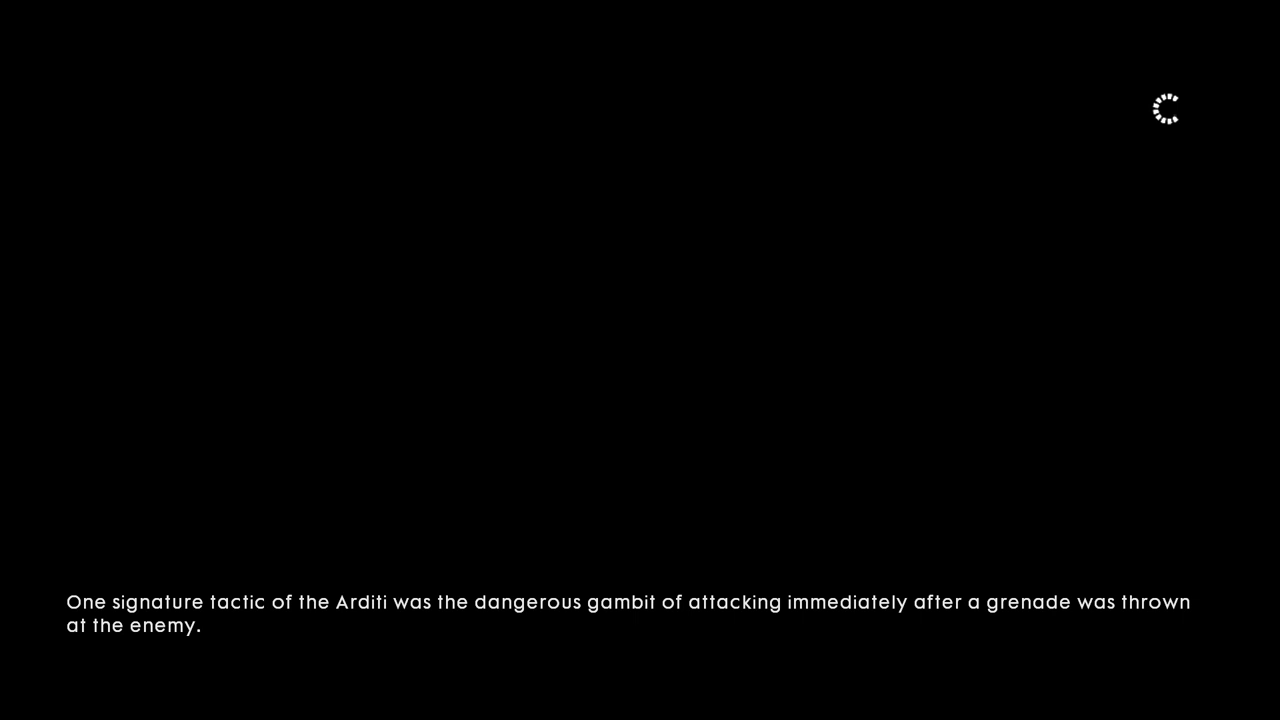 One signature tactic of the Arditi was the dangerous gambit of attacking immediately after a grenade was thrown
at the enemy.